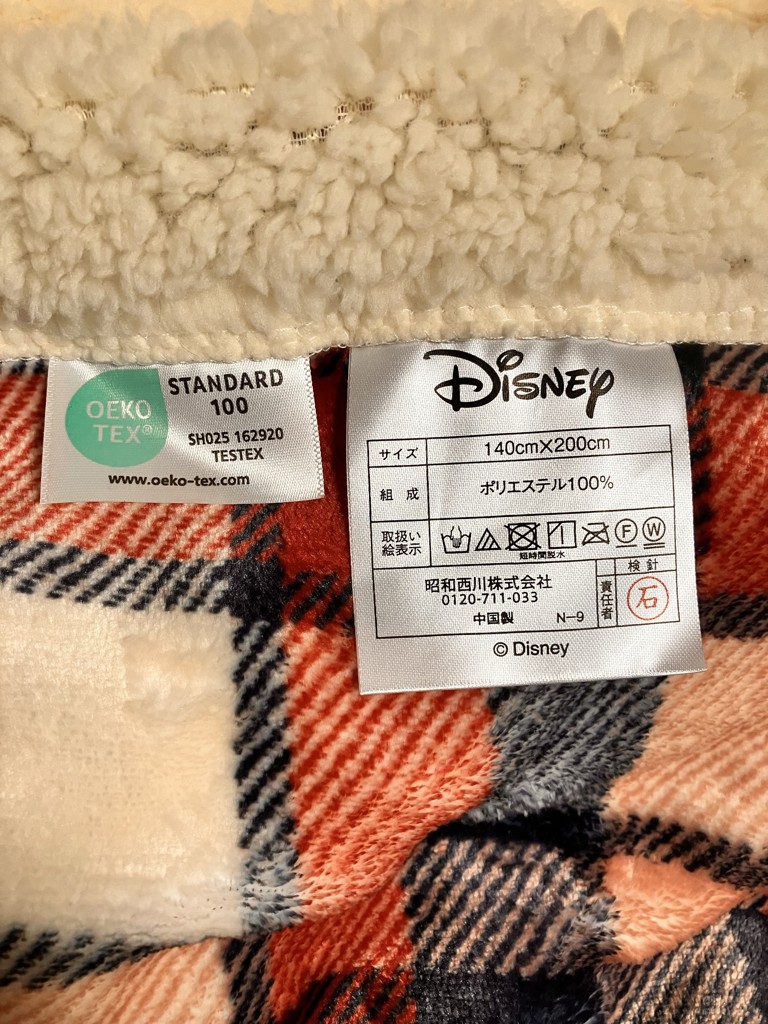 OEKO
TEX®
STANDARD
100
SH025 162920
TESTEX
www.oeko-tex.com
Disney
サイズ 140cm×200cm
組成 ポリエステル100%
取扱い
絵表示
短時間脱水
F W
昭和西川株式会社
0120-711-033
中国製 N-9
責任者
検針
石
© Disney